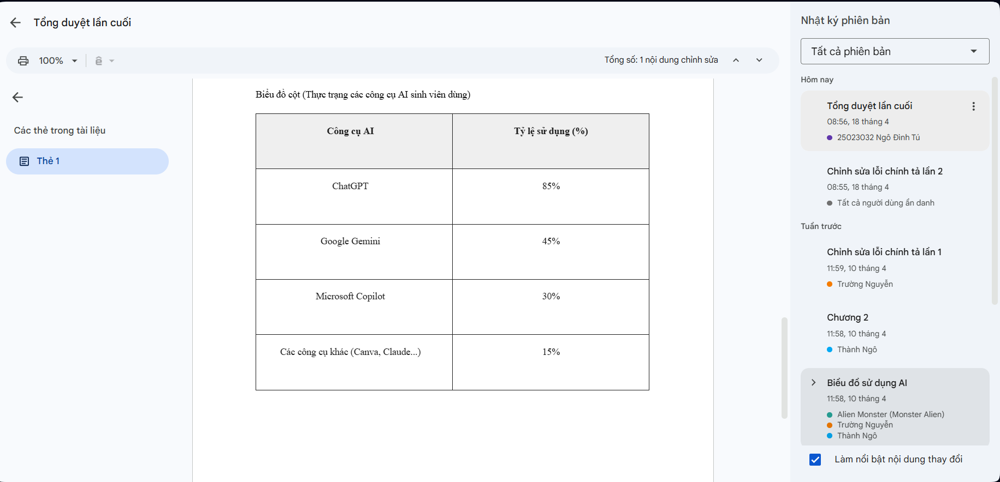 Tổng duyệt lần cuối
100%
ê
Tổng số: 1 nội dung chỉnh sửa
Các thẻ trong tài liệu
Thẻ 1
Biểu đồ cột (Thực trạng các công cụ AI sinh viên dùng)
Công cụ AI
Tỷ lệ sử dụng (%)
ChatGPT
85%
Google Gemini
45%
Microsoft Copilot
30%
Các công cụ khác (Canva, Claude...)
15%
Nhật ký phiên bản
Tất cả phiên bản
Hôm nay
Tổng duyệt lần cuối
08:56, 18 tháng 4
25023032 Ngô Đình Tú
Chỉnh sửa lỗi chính tả lần 2
08:55, 18 tháng 4
Tất cả người dùng ẩn danh
Tuần trước
Chỉnh sửa lỗi chính tả lần 1
11:59, 10 tháng 4
Trường Nguyễn
Chương 2
11:58, 10 tháng 4
Thành Ngô
Biểu đồ sử dụng AI
11:58, 10 tháng 4
Alien Monster (Monster Alien)
Trường Nguyễn
Thành Ngô
Làm nổi bật nội dung thay đổi